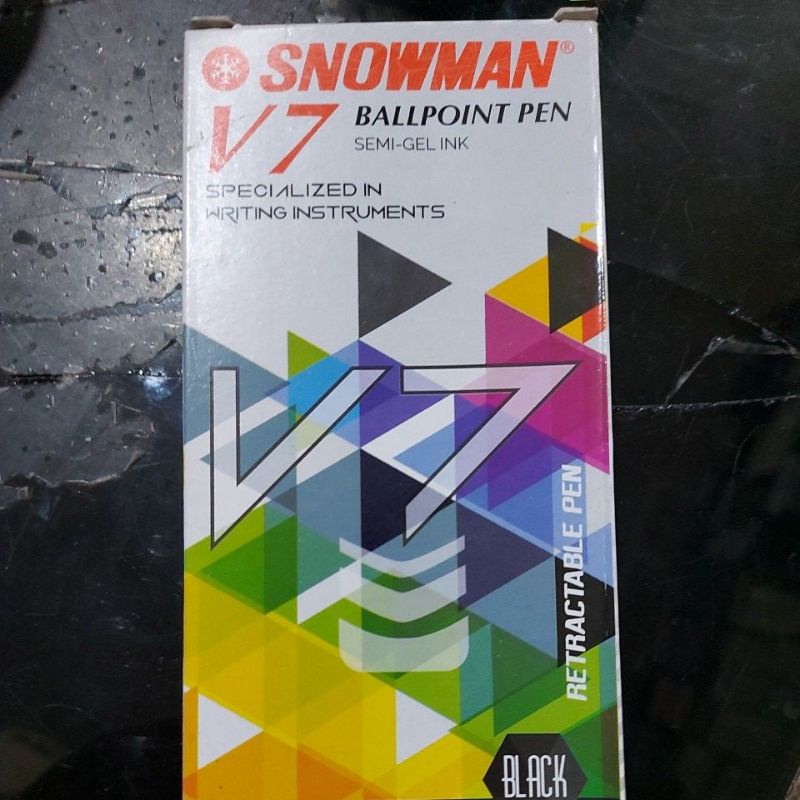 SNOWMAN®
V7 BALLPOINT PEN
SEMI-GEL INK
SPECIALIZED IN
WRITING INSTRUMENTS
V7
RETRACTABLE PEN
BLACK